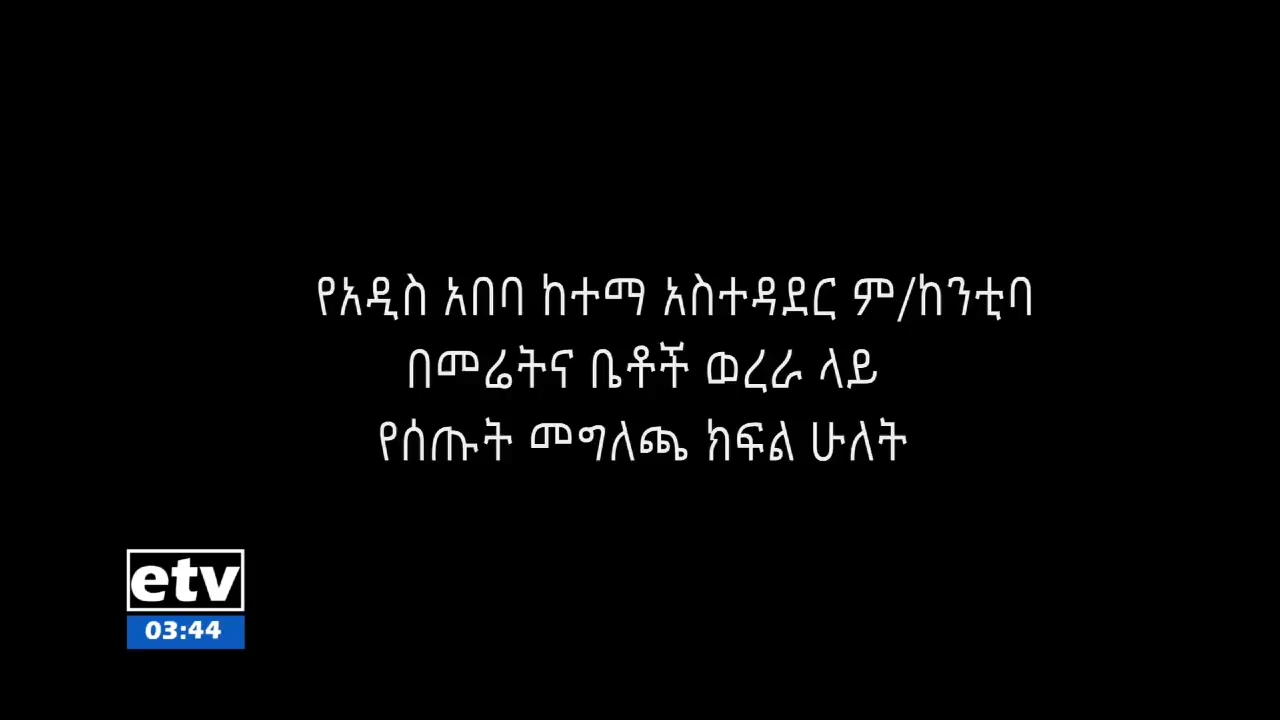 የአዲስ አበባ ከተማ አስተዳደር ም/ከንቲባ
በመሬትና ቤቶች ወረራ ላይ
የሰጡት መግለጫ ክፍል ሁለት
etv
03:44